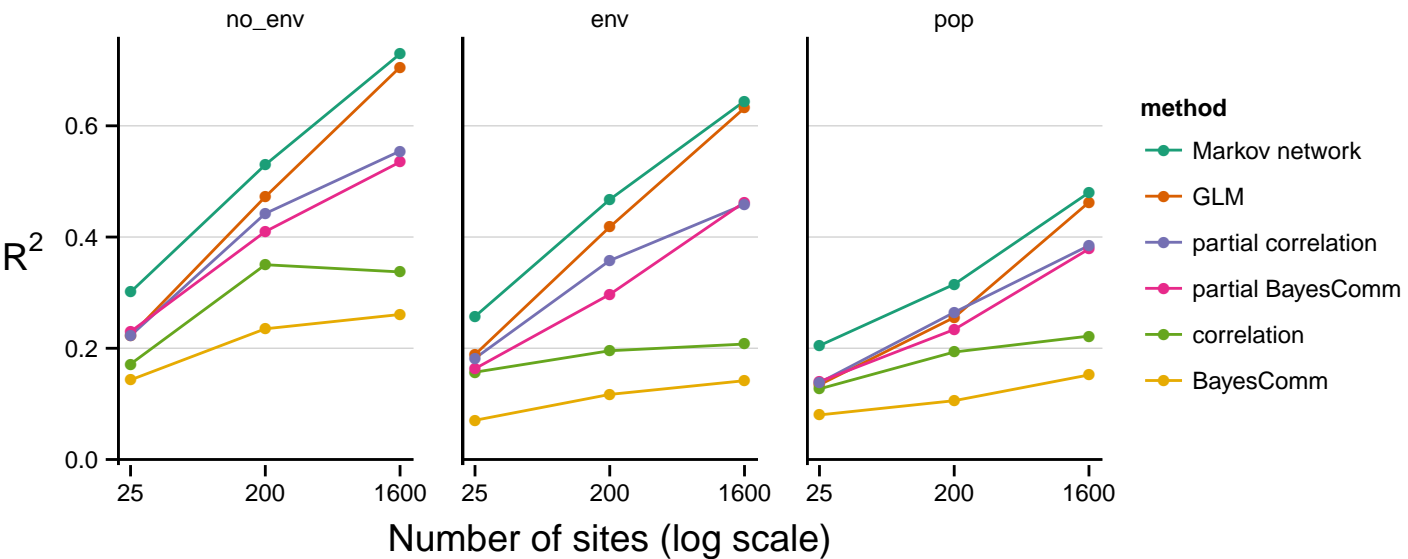 no_env env pop
0.6
0.4
0.2
0.0
R²
25 200 1600 25 200 1600 25 200 1600
Number of sites (log scale)
method
Markov network
GLM
partial correlation
partial BayesComm
correlation
BayesComm